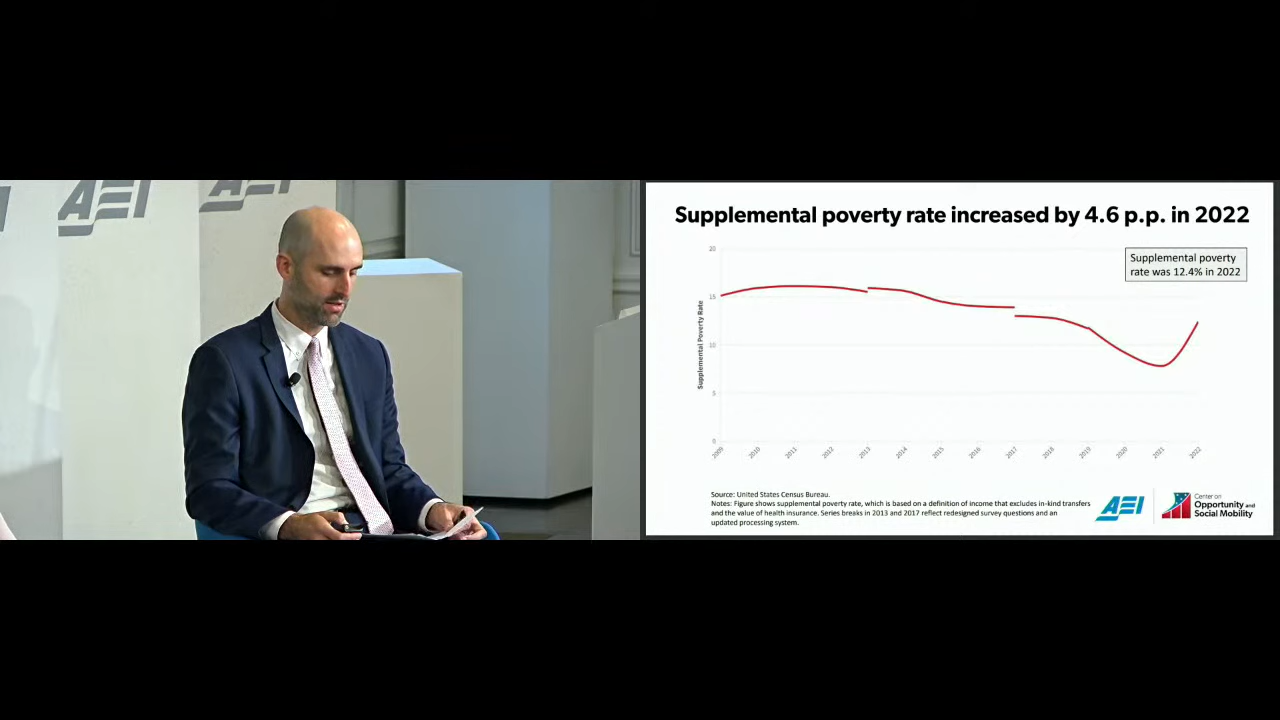 AEI
AEI
Supplemental poverty rate increased by 4.6 p.p. in 2022
Supplemental poverty
rate was 12.4% in 2022
Supplemental Poverty Rate
20
15
10
5
0
2009
2010
2011
2012
2013
2014
2015
2016
2017
2018
2019
2020
2021
2022
Source: United States Census Bureau.
Notes: Figure shows supplemental poverty rate, which is based on a definition of income that excludes in-kind transfers
and the value of health insurance. Series breaks in 2013 and 2017 reflect redesigned survey questions and an
updated processing system.
AEI
Center on
Opportunity and
Social Mobility